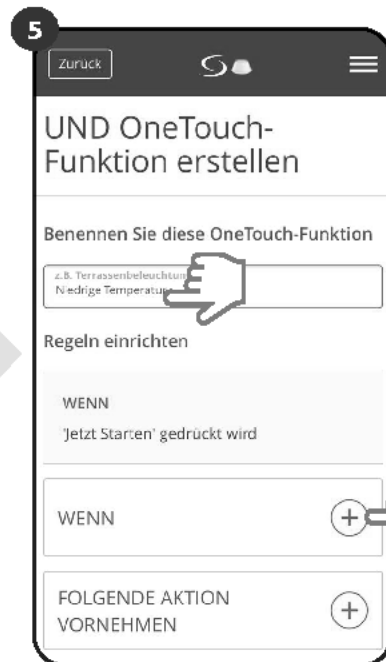 5
Zurück
UND OneTouch-
Funktion erstellen
Benennen Sie diese OneTouch-Funktion
z.B. Terrassenbeleuchtun
Niedrige Temperatur
Regeln einrichten
WENN
'Jetzt Starten' gedrückt wird
WENN
FOLGENDE AKTION
VORNEHMEN